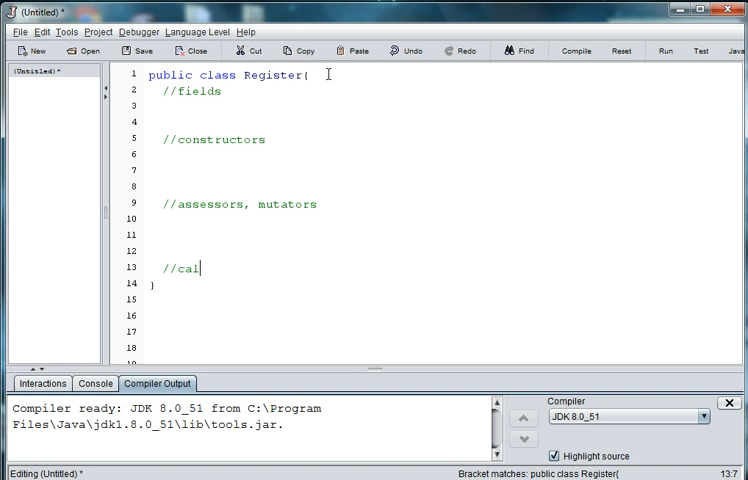 (Untitled) *
File Edit Tools Project Debugger Language Level Help
New Open Save Close Cut Copy Paste Undo Redo Find Compile Reset Run Test Java
(Untitled)*
1 public class Register{
2 //fields
3
4
5 //constructors
6
7
8
9 //assessors, mutators
10
11
12
13 //cal
14 }
15
16
17
18
Interactions Console Compiler Output
Compiler ready: JDK 8.0_51 from C:\Program
Files\Java\jdk1.8.0_51\lib\tools.jar.
Compiler
JDK 8.0_51
Highlight source
Editing (Untitled) * Bracket matches: public class Register{ 13:7